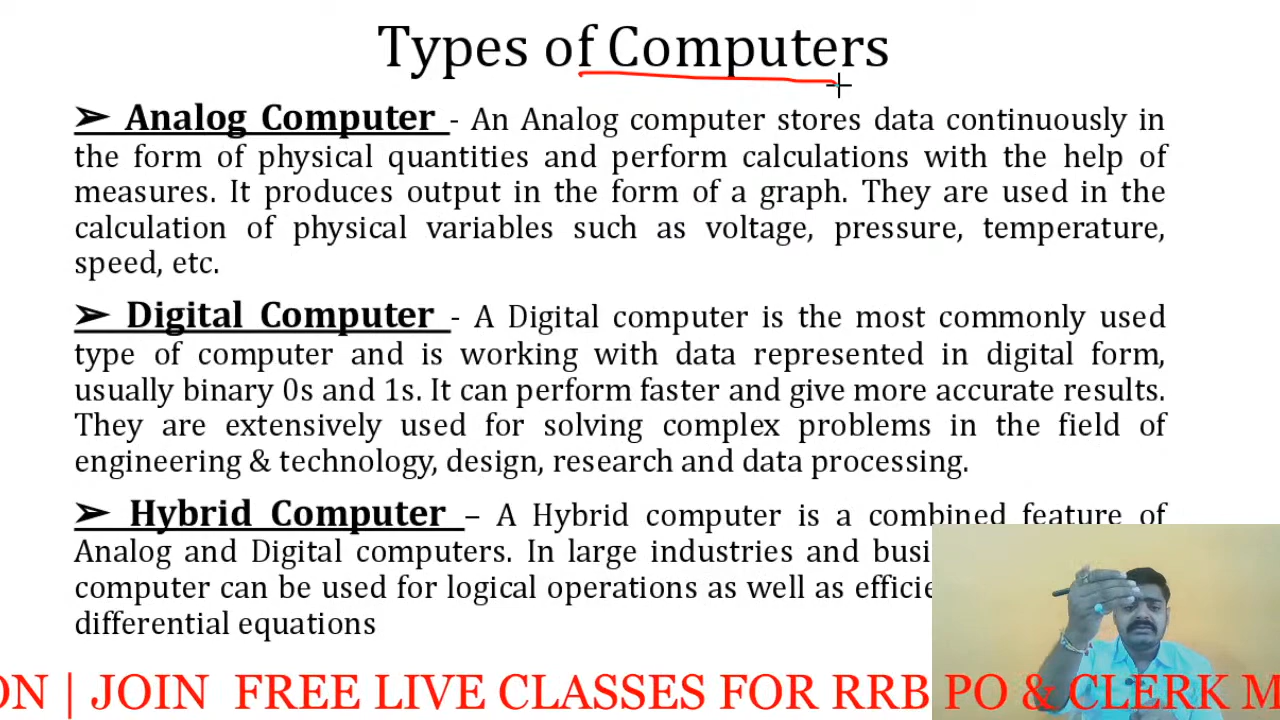 Types of Computers
➢ Analog Computer - An Analog computer stores data continuously in
the form of physical quantities and perform calculations with the help of
measures. It produces output in the form of a graph. They are used in the
calculation of physical variables such as voltage, pressure, temperature,
speed, etc.
➢ Digital Computer - A Digital computer is the most commonly used
type of computer and is working with data represented in digital form,
usually binary 0s and 1s. It can perform faster and give more accurate results.
They are extensively used for solving complex problems in the field of
engineering & technology, design, research and data processing.
➢ Hybrid Computer – A Hybrid computer is a combined feature of
Analog and Digital computers. In large industries and
computer can be used for logical operations as well as
differential equations
ON | JOIN FREE LIVE CLASSES FOR RRB PO & CLERK M